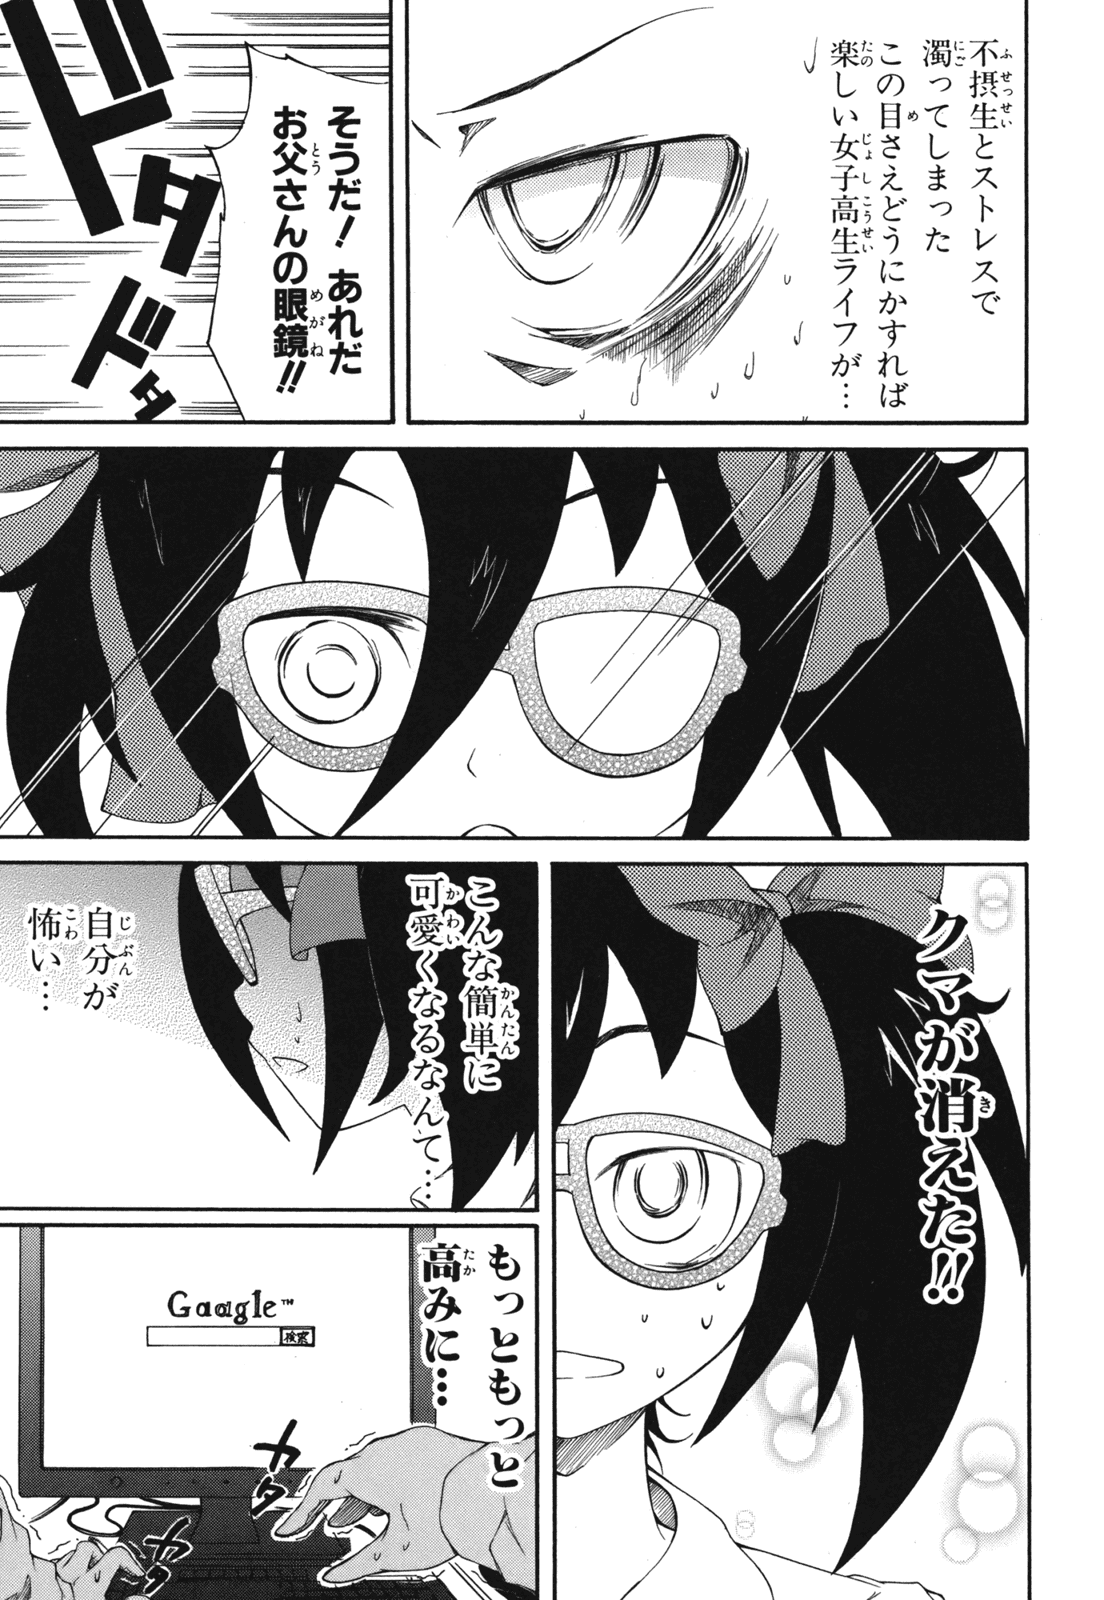 不摂生とストレスで
濁ってしまった
この目さえどうにかすれば
楽しい女子高生ライフが…
そうだ！あれだ
お父さんの眼鏡!!
ドタドドタ
クマが消えた!!
こんな簡単に
可愛くなるなんて…
自分が
怖い…
もっともっと
高みに…
Gaagle™
検索
カタ
カタ